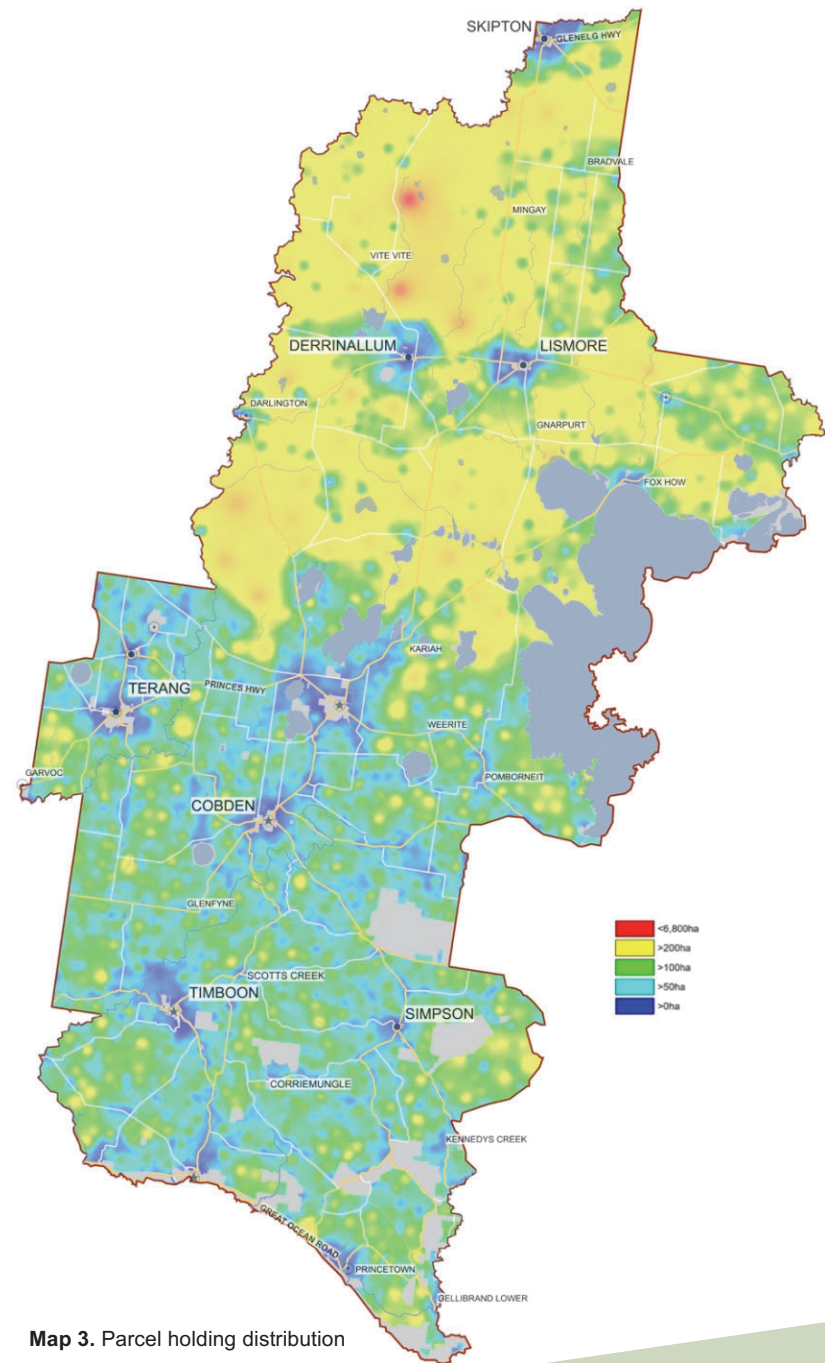 SKIPTON
GLENELG HWY
BRADVALE
MINGAY
VITE VITE
DERRINALLUM
LISMORE
DARLINGTON
GNARPURT
FOX HOW
KARIAH
TERANG
PRINCES HWY
WEERITE
GARVOC
POMBORNEIT
COBDEN
GLENFYNE
<6,800ha
>200ha
>100ha
>50ha
>0ha
SCOTTS CREEK
TIMBOON
SIMPSON
CORRIEMUNGLE
KENNEDYS CREEK
GREAT OCEAN ROAD
PRINCETOWN
GELLIBRAND LOWER
Map 3. Parcel holding distribution